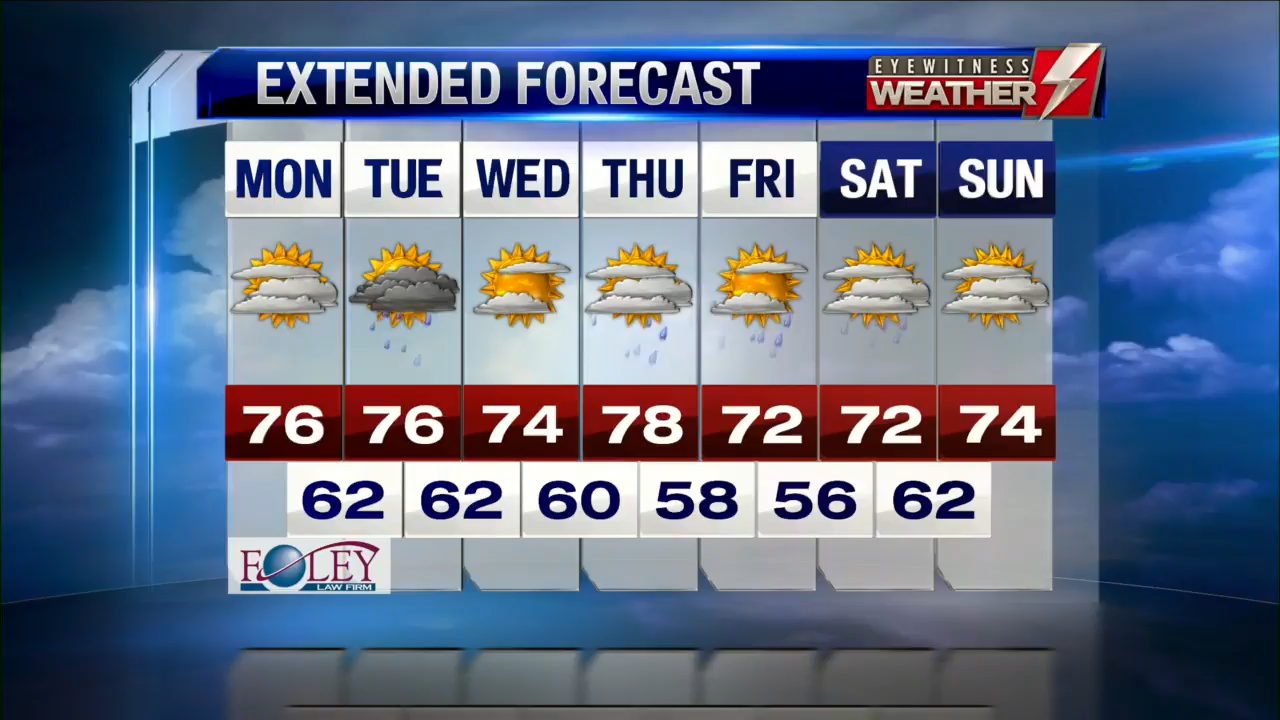 EXTENDED FORECAST
EYEWITNESS
WEATHER
MON TUE WED THU FRI SAT SUN
76 76 74 78 72 72 74
62 62 60 58 56 62
FOLEY
LAW FIRM